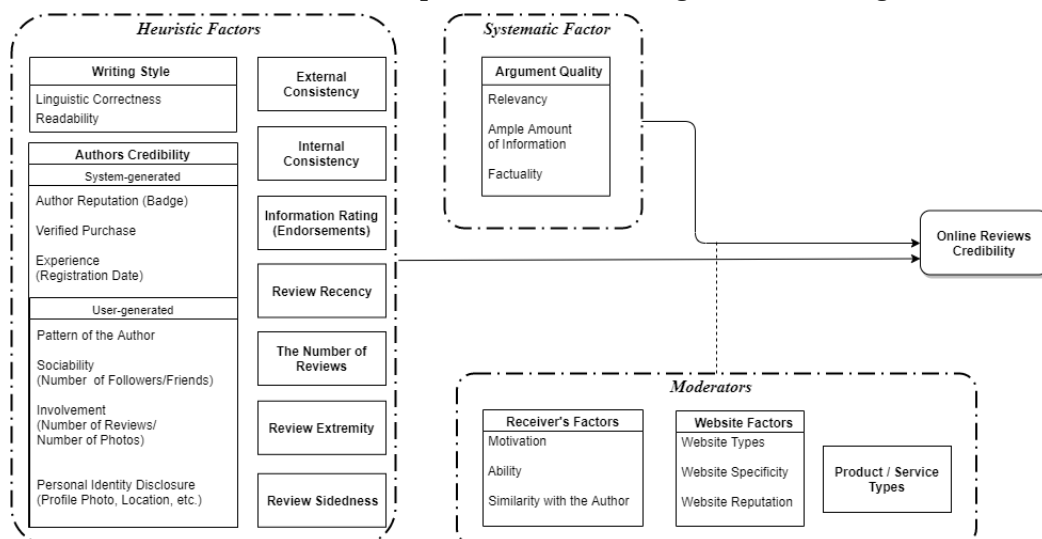 Heuristic Factors
Writing Style
Linguistic Correctness
Readability
Authors Credibility
System-generated
Author Reputation (Badge)
Verified Purchase
Experience
(Registration Date)
User-generated
Pattern of the Author
Sociability
(Number of Followers/Friends)
Involvement
(Number of Reviews/
Number of Photos)
Personal Identity Disclosure
(Profile Photo, Location, etc.)
External
Consistency
Internal
Consistency
Information Rating
(Endorsements)
Review Recency
The Number of
Reviews
Review Extremity
Review Sidedness
Systematic Factor
Argument Quality
Relevancy
Ample Amount
of Information
Factuality
Online Reviews
Credibility
Moderators
Receiver's Factors
Motivation
Ability
Similarity with the Author
Website Factors
Website Types
Website Specificity
Website Reputation
Product / Service
Types